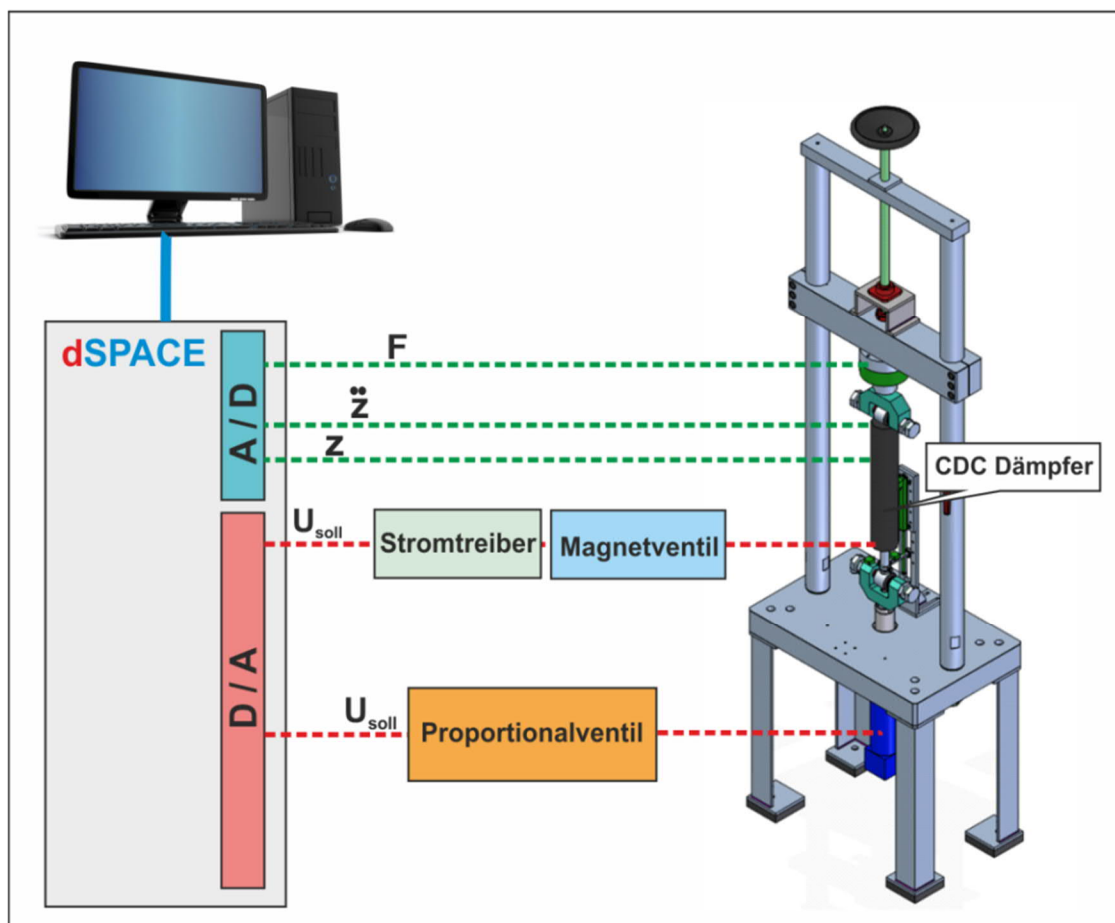 dSPACE
A / D
F
z̈
z
CDC Dämpfer
D / A
U_soll
Stromtreiber
Magnetventil
U_soll
Proportionalventil